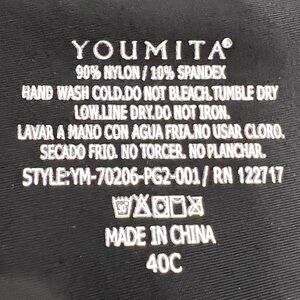 YOUMITA®
90% NYLON / 10% SPANDEX
HAND WASH COLD.DO NOT BLEACH.TUMBLE DRY
LOW.LINE DRY.DO NOT IRON.
LAVAR A MANO CON AGUA FRIA.NO USAR CLORO.
SECADO FRIO. NO TORCER. NO PLANCHAR.
STYLE:YM-70206-PG2-001/ RN 122717
30°
MADE IN CHINA
40C